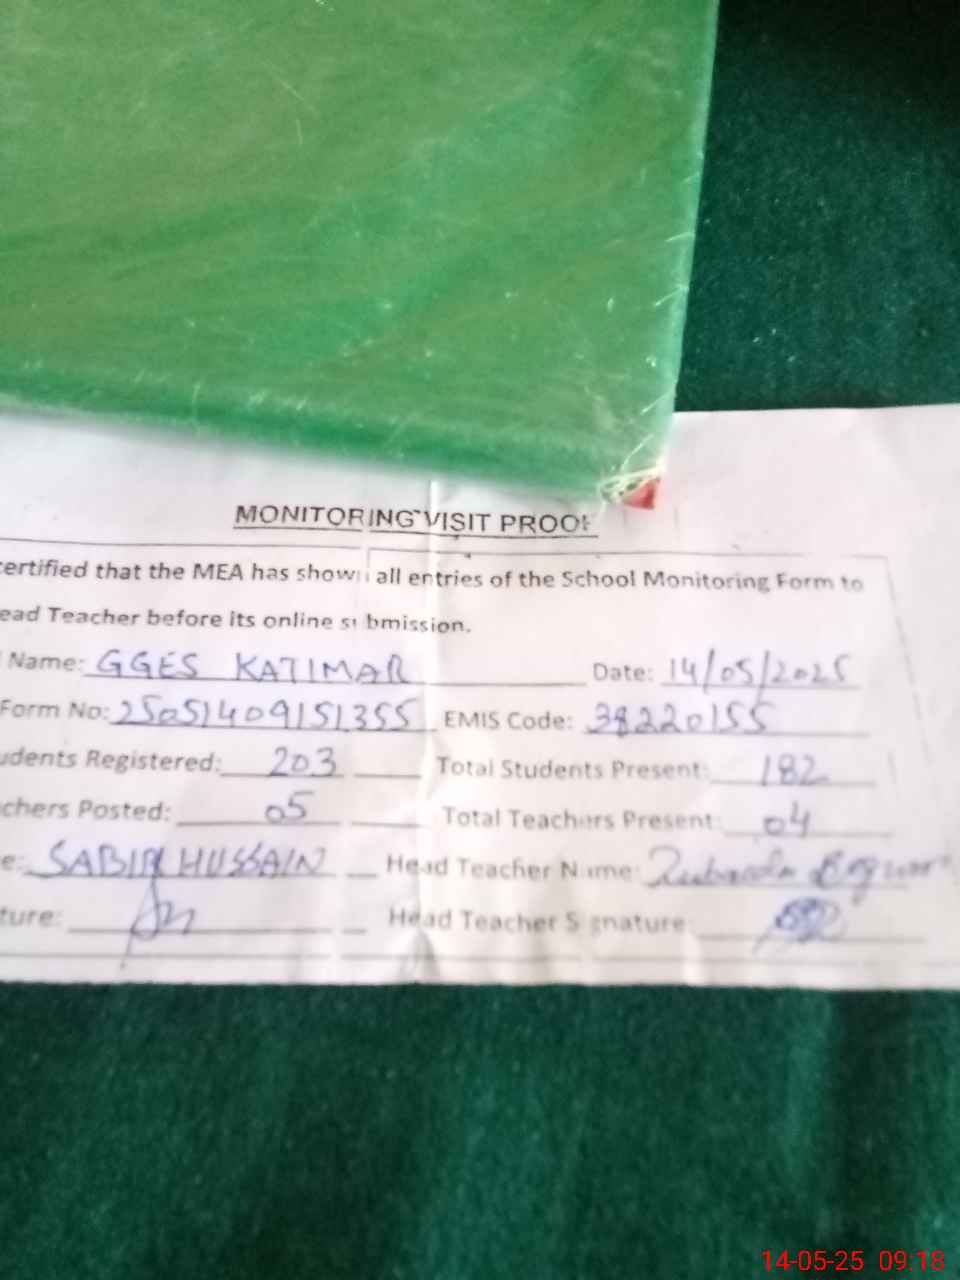 MONITORING VISIT PROOF
ertified that the MEA has shown all entries of the School Monitoring Form to
ead Teacher before its online submission.
Name: GGES KATIMAR Date: 14/05/2025
Form No: 25051409151355 EMIS Code: 38220155
udents Registered: 203 Total Students Present: 182
chers Posted: 05 Total Teachers Present: 04
e: SABIR HUSSAIN Head Teacher Name:
ture: Head Teacher Signature:
14-05-25 09:18